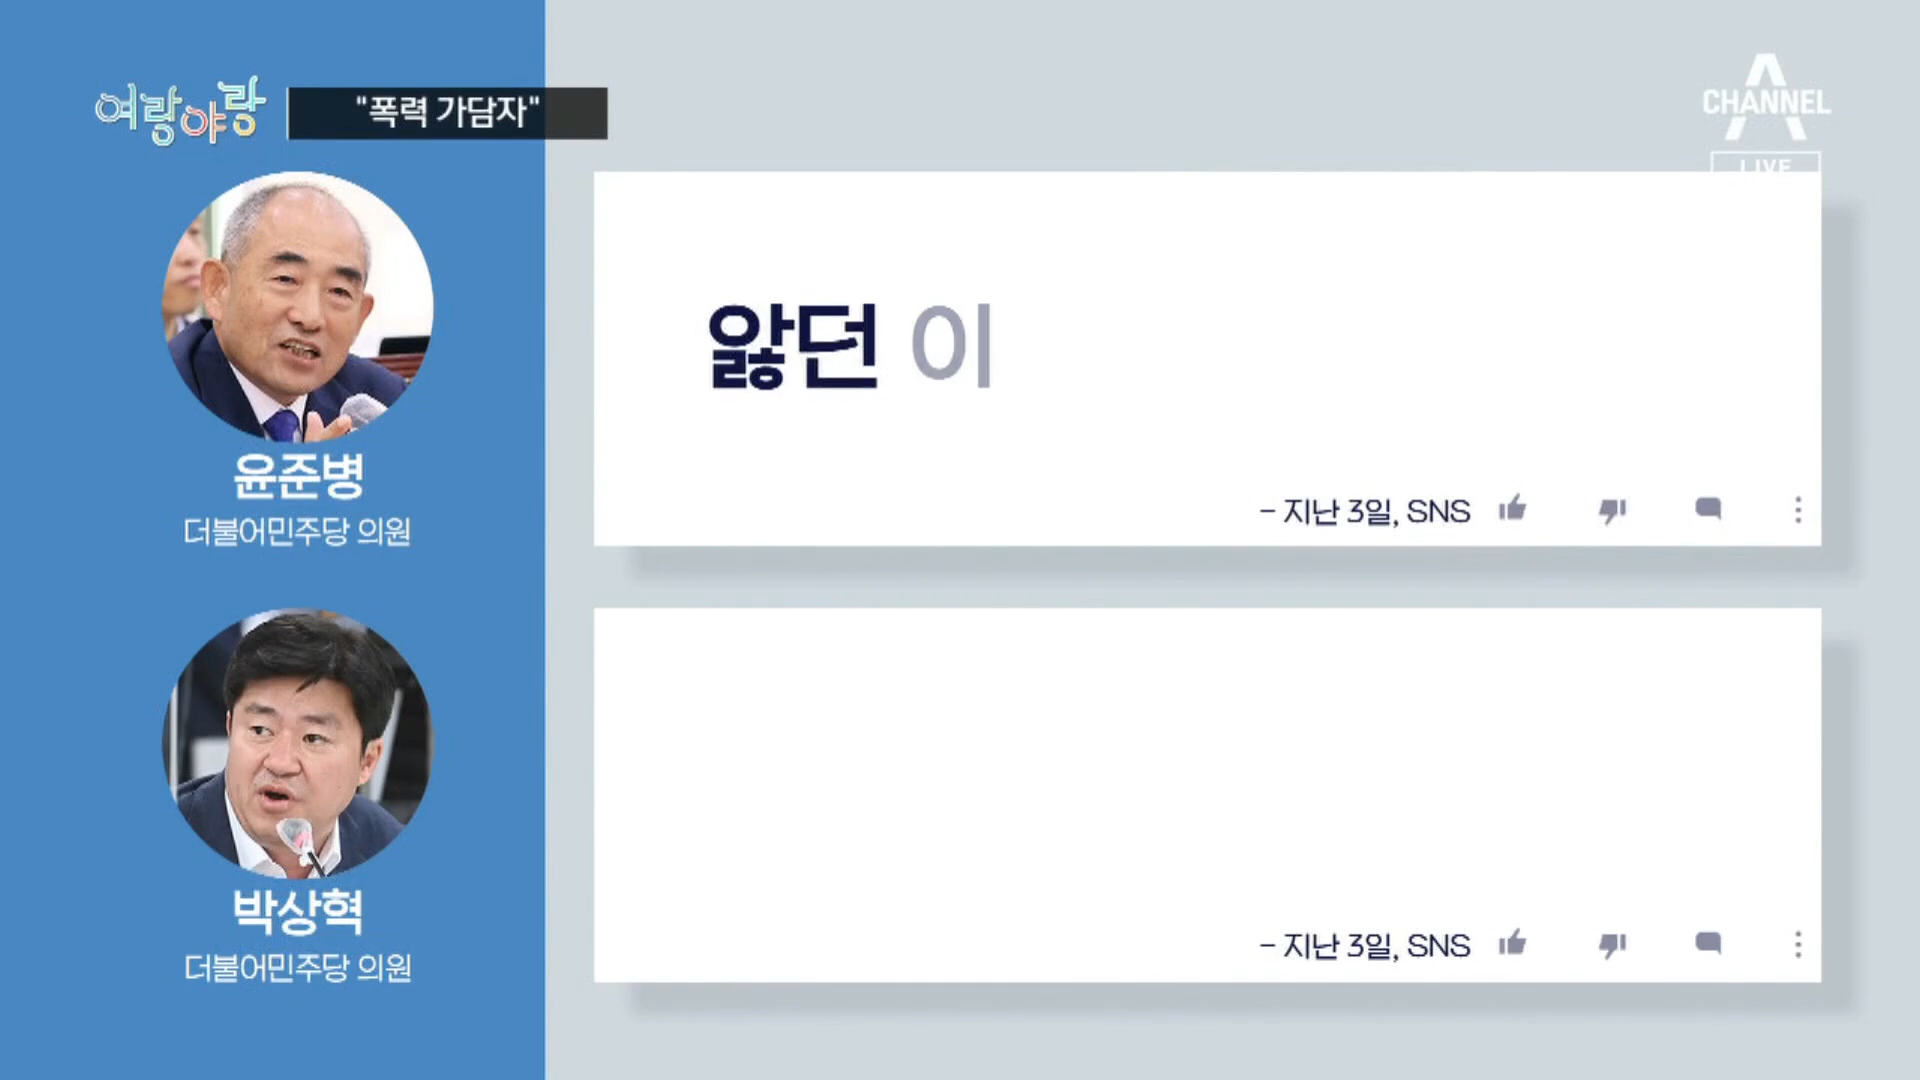 여랑야랑
"폭력 가담자"
CHANNEL A
LIVE
윤준병
더불어민주당 의원
앓던 이
– 지난 3일, SNS
박상혁
더불어민주당 의원
– 지난 3일, SNS